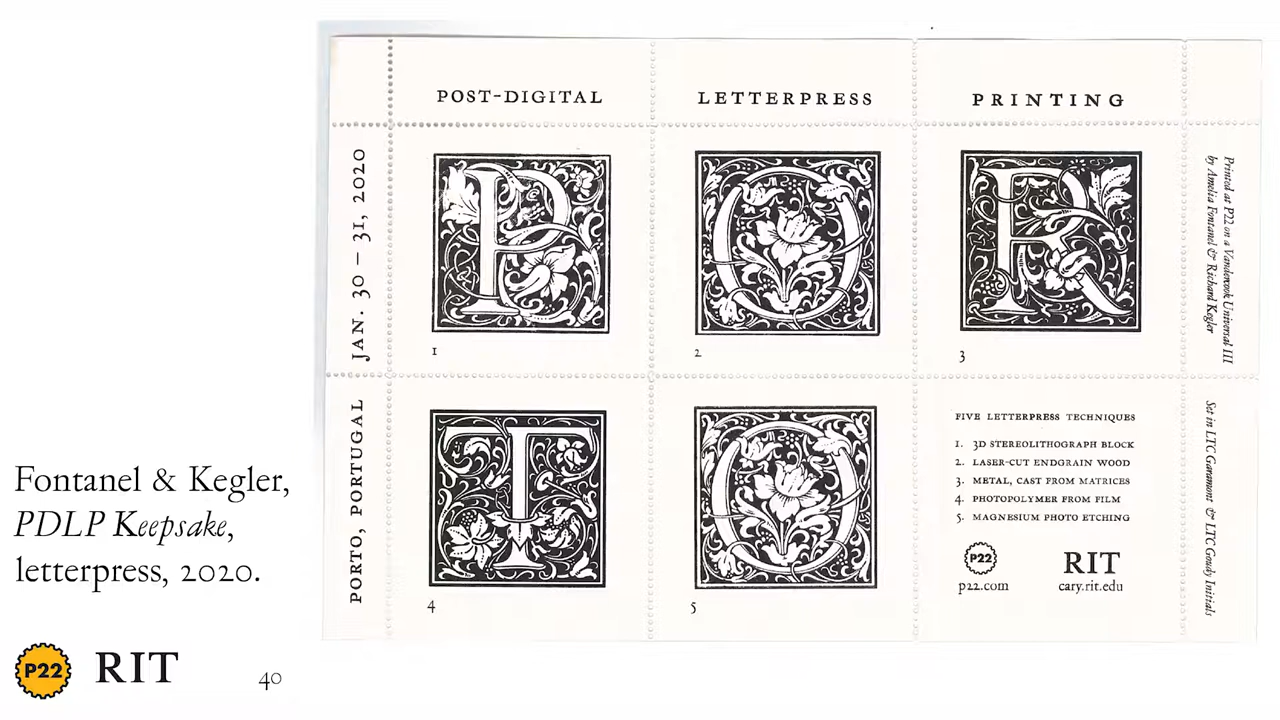 POST-DIGITAL
LETTERPRESS
PRINTING
JAN. 30 – 31, 2020
PORTO, PORTUGAL
P
1
O
2
R
3
T
4
O
5
Printed at P22 on a Vandercook Universal III
by Amelia Fontanel & Richard Kegler
Set in LTC Garamont & LTC Goudy Initials
FIVE LETTERPRESS TECHNIQUES
1. 3D STEREOLITHOGRAPH BLOCK
2. LASER-CUT ENDGRAIN WOOD
3. METAL, CAST FROM MATRICES
4. PHOTOPOLYMER FROM FILM
5. MAGNESIUM PHOTO ETCHING
P22
p22.com
RIT
cary.rit.edu
Fontanel & Kegler,
PDLP Keepsake,
letterpress, 2020.
P22 RIT
40